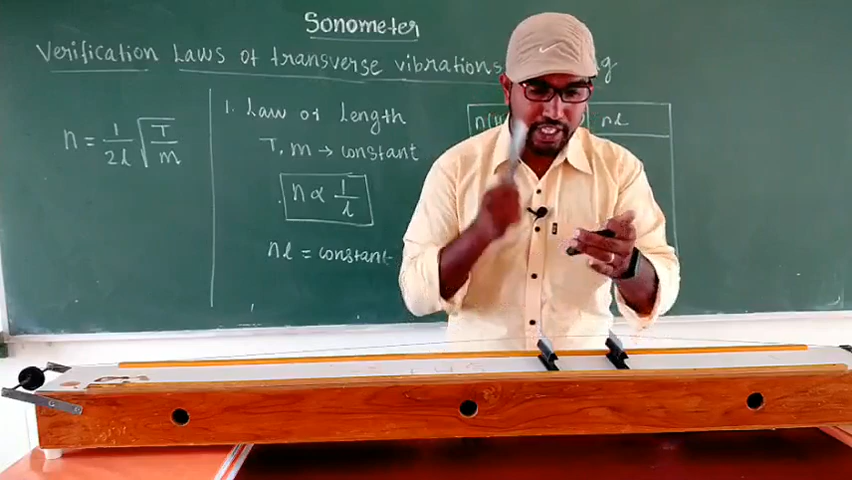 Sonometer
Verification Laws of transverse vibrations
n = 1/2l √T/m
1. Law of Length
T, m → constant
n ∝ 1/l
nl = constant
nl